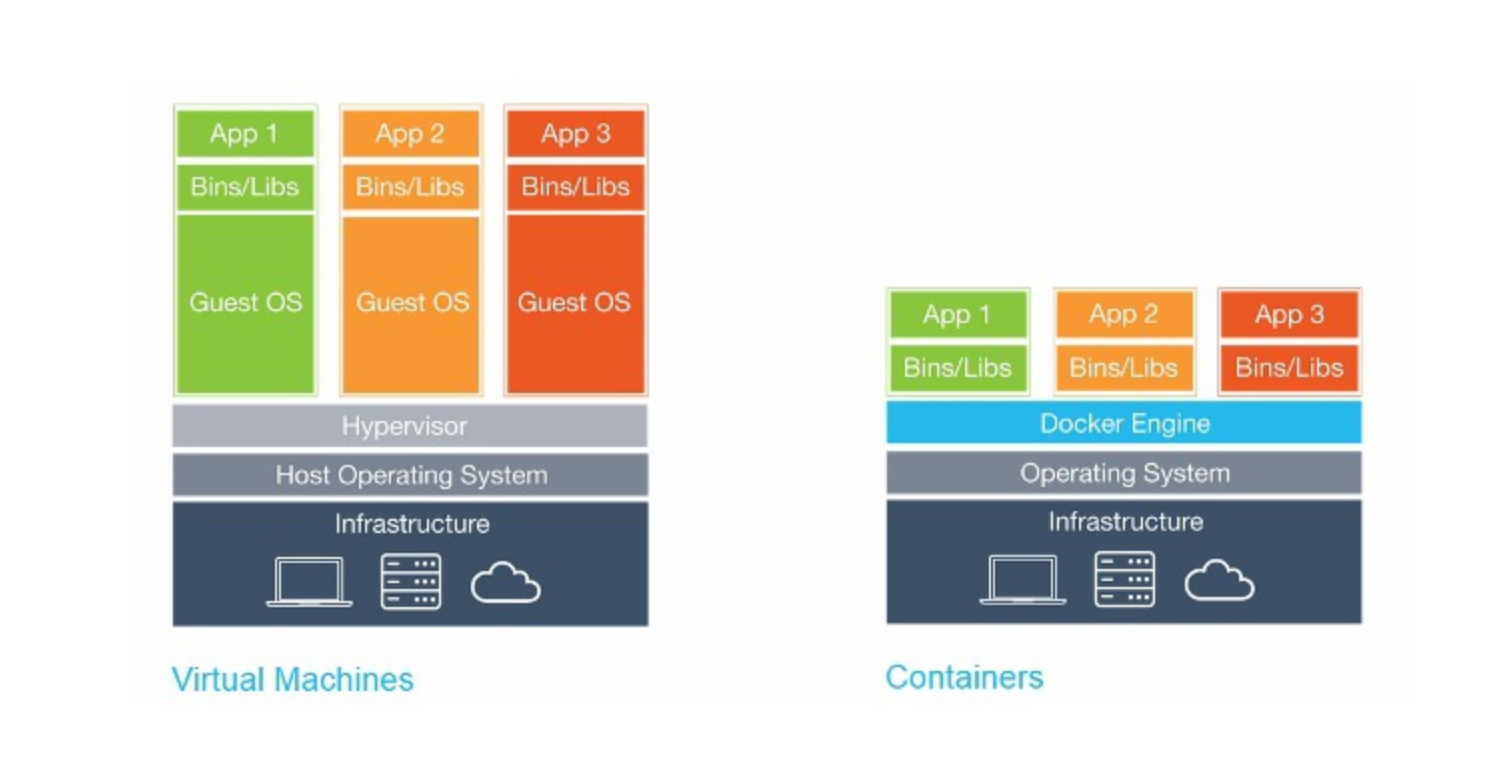 App 1
App 2
App 3
Bins/Libs
Bins/Libs
Bins/Libs
Guest OS
Guest OS
Guest OS
Hypervisor
Host Operating System
Infrastructure
Virtual Machines
App 1
App 2
App 3
Bins/Libs
Bins/Libs
Bins/Libs
Docker Engine
Operating System
Infrastructure
Containers